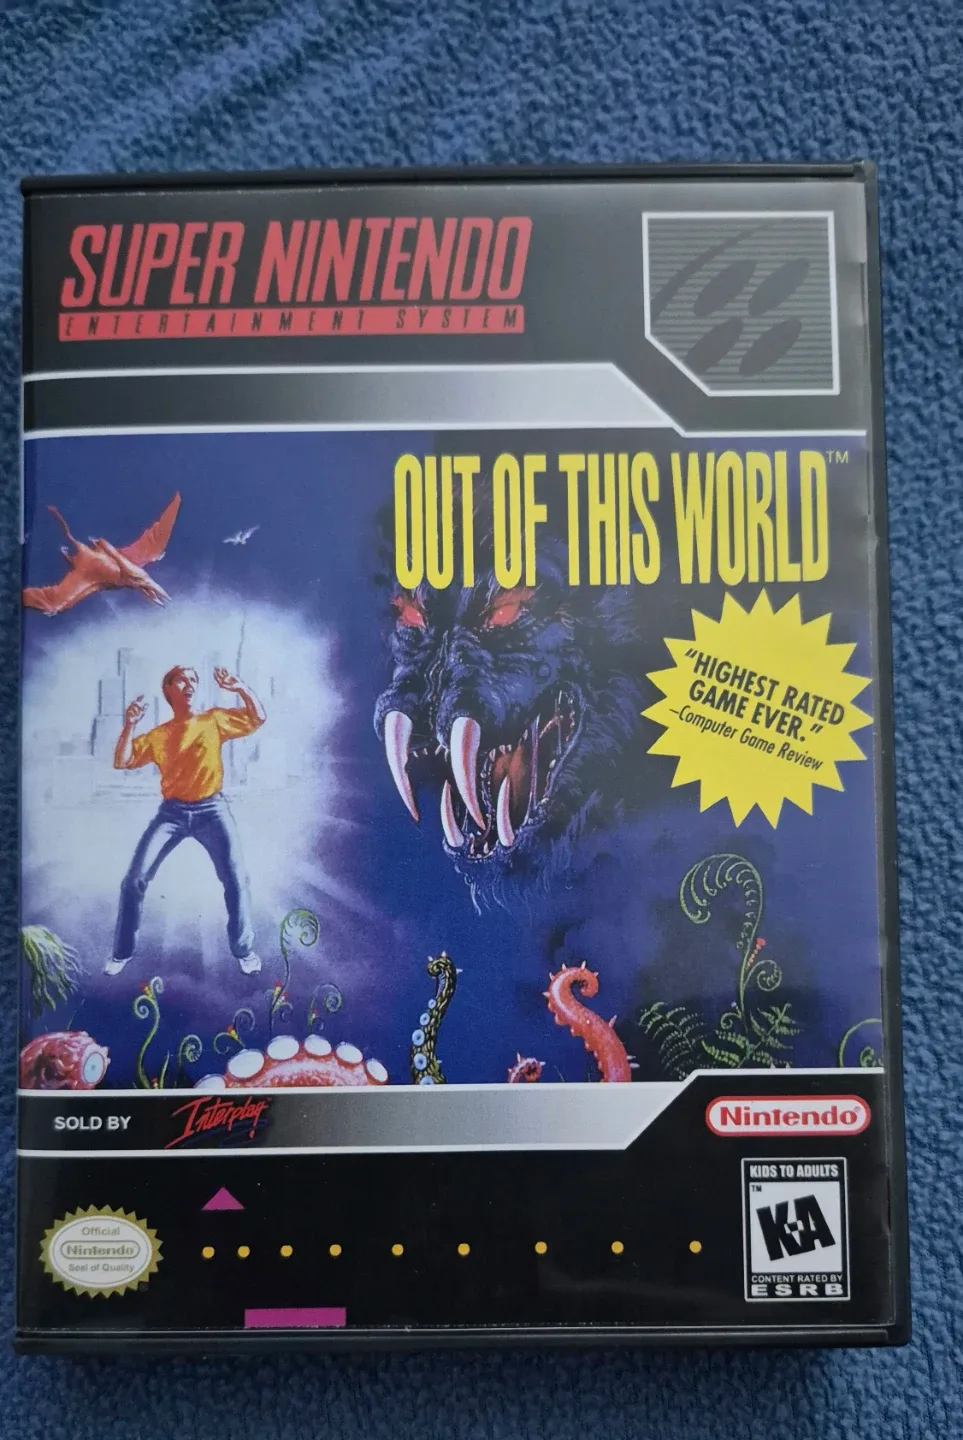 SUPER NINTENDO
ENTERTAINMENT SYSTEM
OUT OF THIS WORLD™
"HIGHEST RATED
GAME EVER."
–Computer Game Review
SOLD BY Interplay
Nintendo®
KIDS TO ADULTS
™
K-A
CONTENT RATED BY
ESRB
Official
Nintendo
Seal of Quality